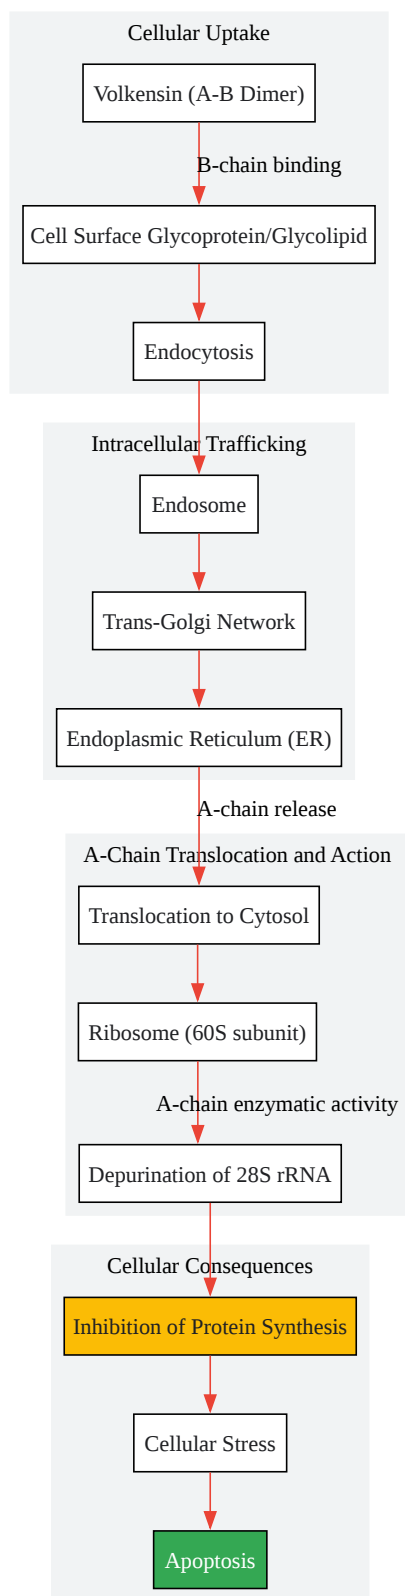 Cellular Uptake
Volkensin (A-B Dimer)
B-chain binding
Cell Surface Glycoprotein/Glycolipid
Endocytosis
Intracellular Trafficking
Endosome
Trans-Golgi Network
Endoplasmic Reticulum (ER)
A-chain release
A-Chain Translocation and Action
Translocation to Cytosol
Ribosome (60S subunit)
A-chain enzymatic activity
Depurination of 28S rRNA
Cellular Consequences
Inhibition of Protein Synthesis
Cellular Stress
Apoptosis